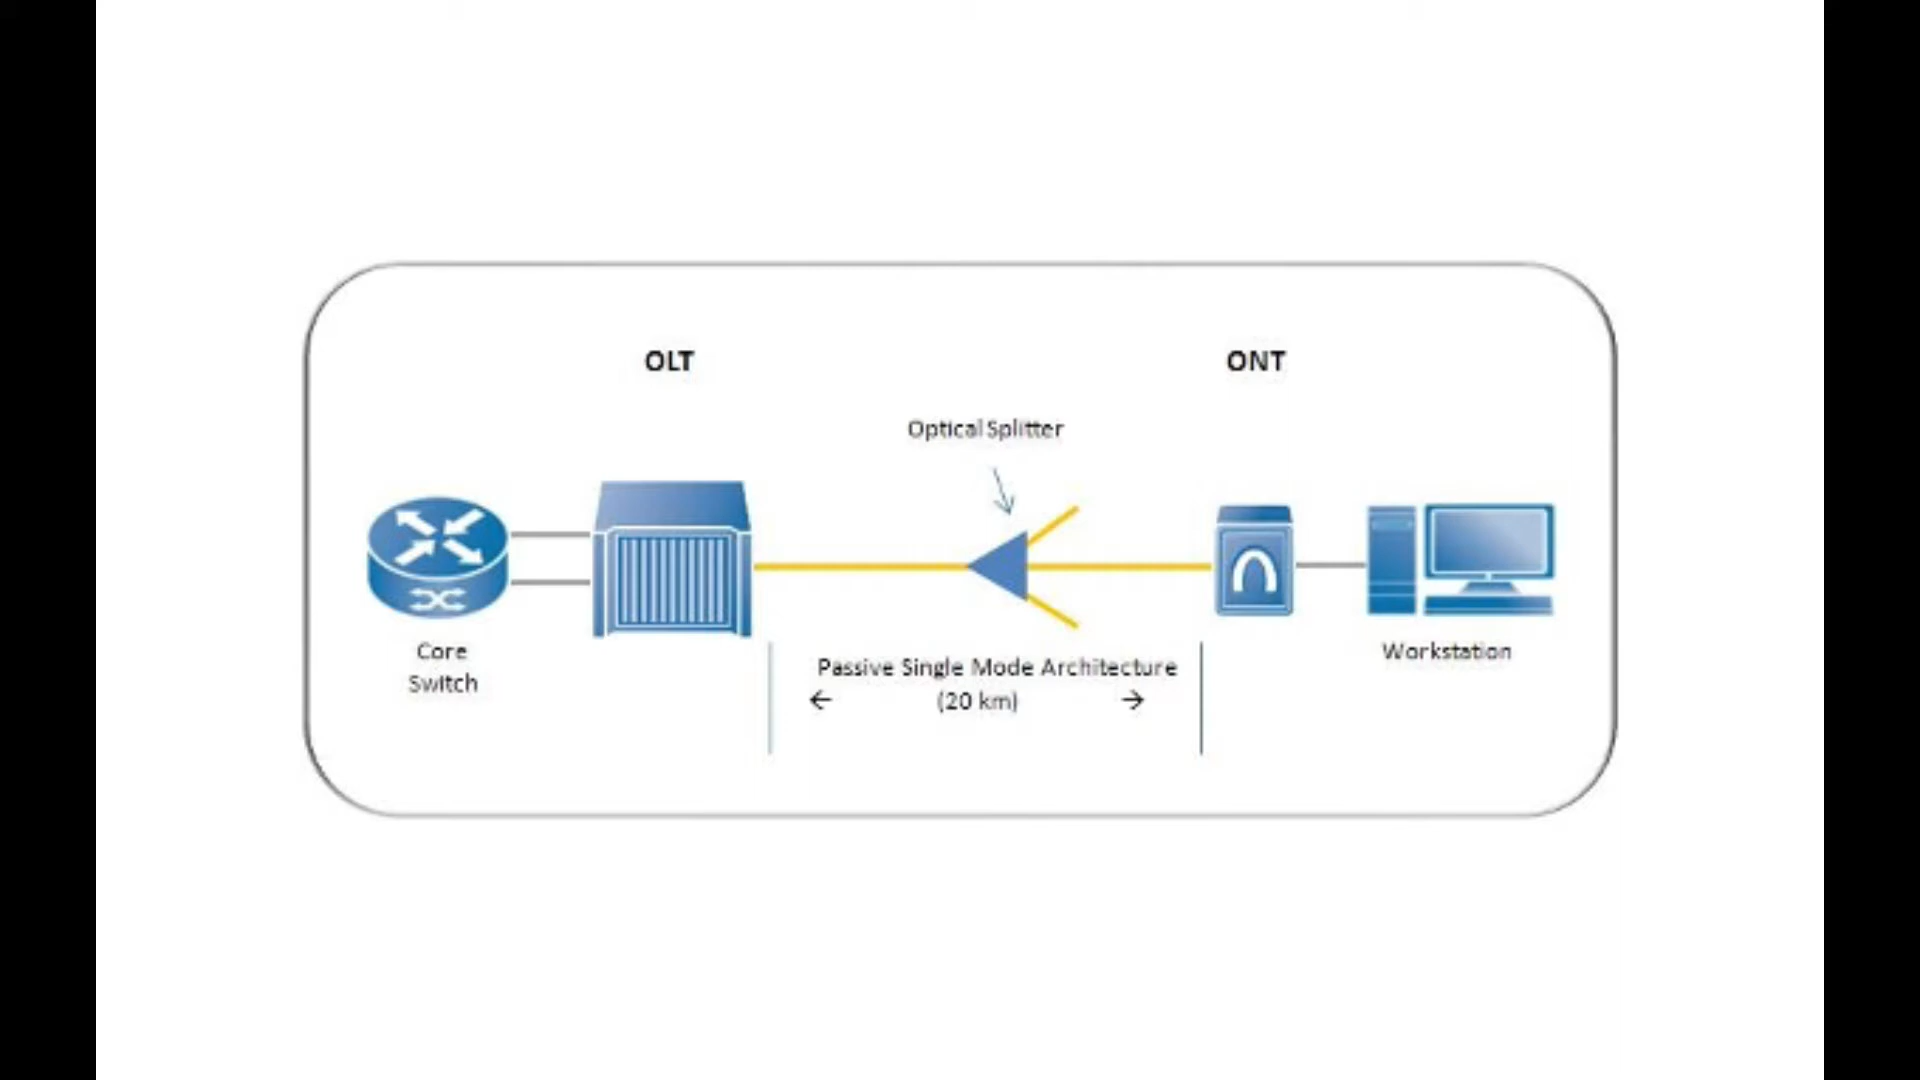 OLT
ONT
Optical Splitter
Core
Switch
Workstation
Passive Single Mode Architecture
← (20 km) →